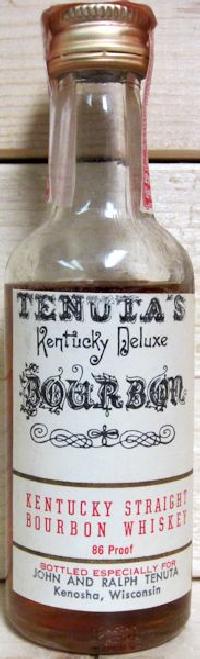 TENUTA'S
Kentucky Deluxe
BOURBON
KENTUCKY STRAIGHT
BOURBON WHISKEY
86 Proof
BOTTLED ESPECIALLY FOR
JOHN AND RALPH TENUTA
Kenosha, Wisconsin